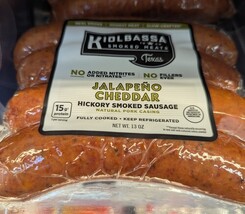 KIOLBASSA
SMOKED MEATS
Texas
NO ADDED NITRITES OR NITRATES
NO FILLERS
JALAPEÑO
CHEDDAR
HICKORY SMOKED SAUSAGE
NATURAL PORK CASING
15g protein
FULLY COOKED • KEEP REFRIGERATED
NET WT. 13 OZ